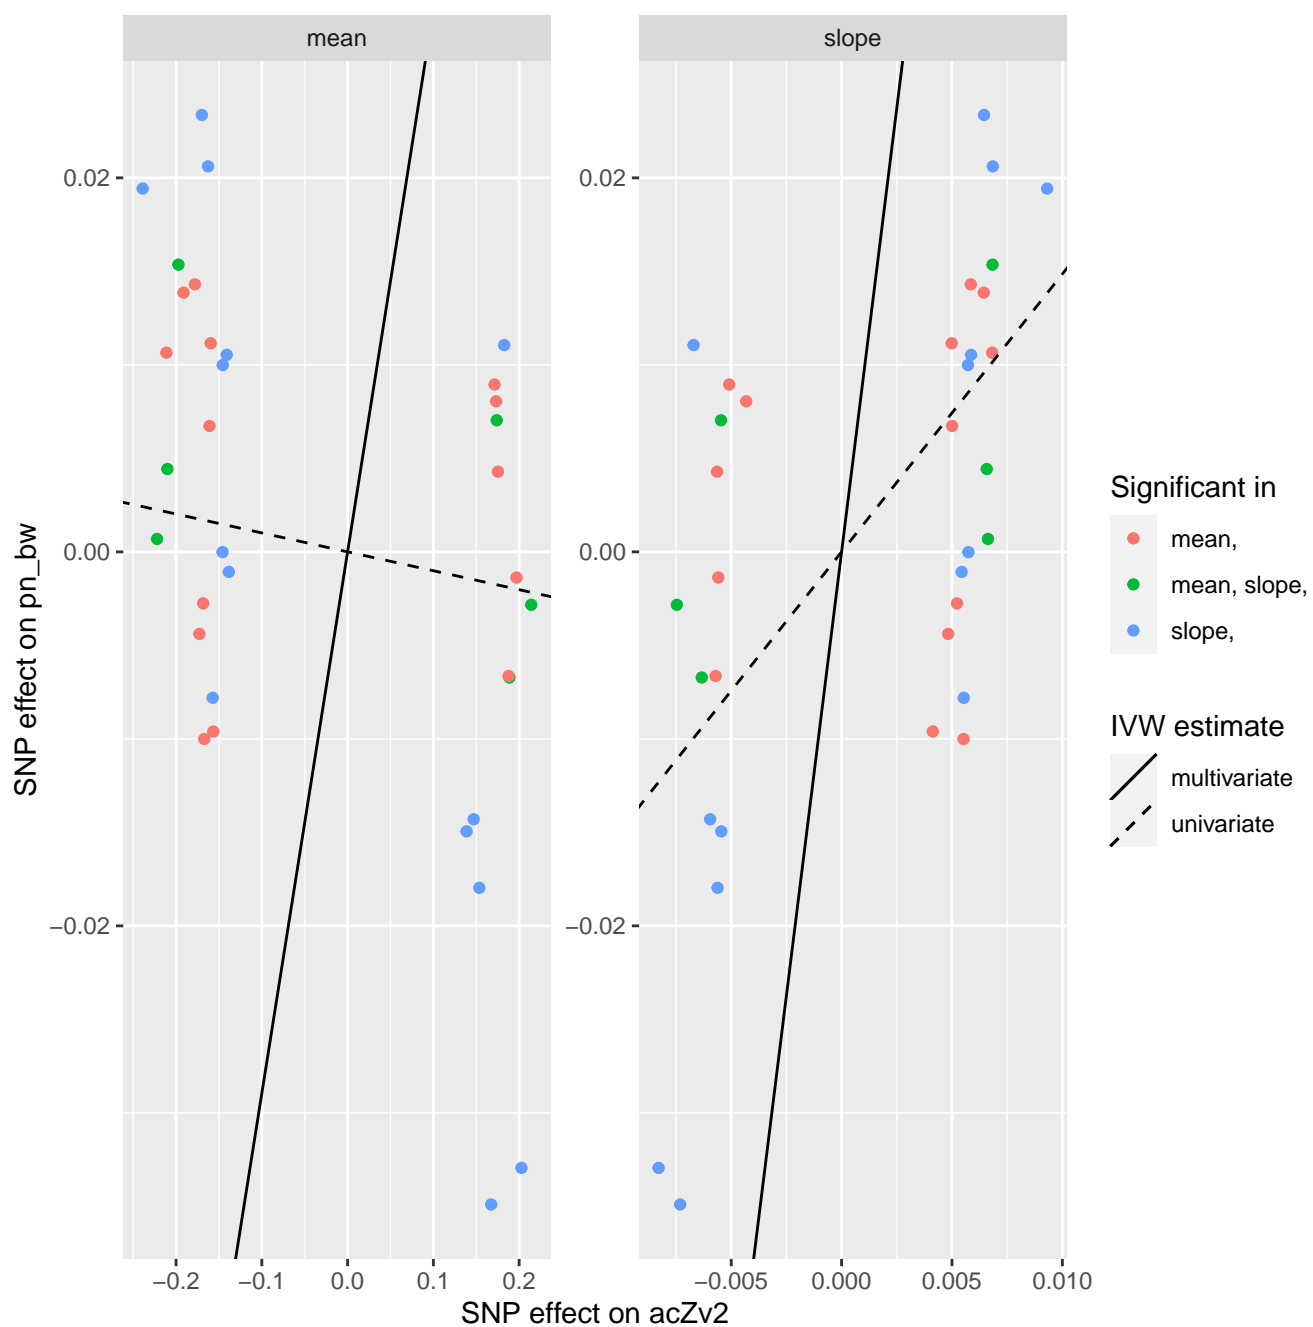 mean
slope
0.02
0.00
−0.02
0.02
0.00
−0.02
−0.2
−0.1
0.0
0.1
0.2
−0.005
0.000
0.005
0.010
SNP effect on acZv2
SNP effect on pn_bw
Significant in
mean,
mean, slope,
slope,
IVW estimate
multivariate
univariate